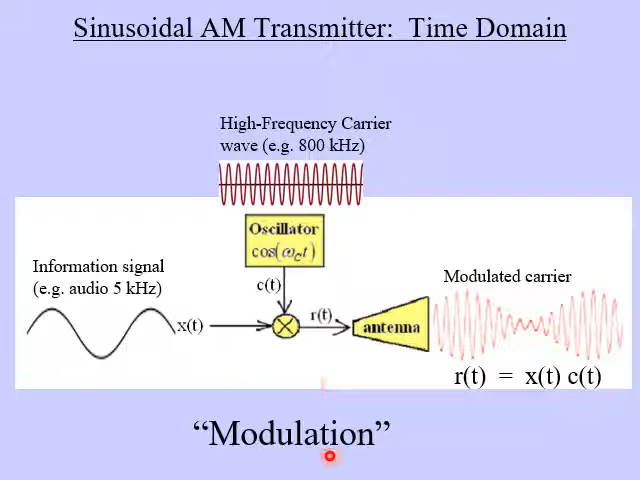 Sinusoidal AM Transmitter:  Time Domain
High-Frequency Carrier
wave (e.g. 800 kHz)
Oscillator
cos(ω_c t)
Information signal
(e.g. audio 5 kHz)
c(t)
Modulated carrier
x(t)
r(t)
antenna
r(t)  =  x(t) c(t)
“Modulation”